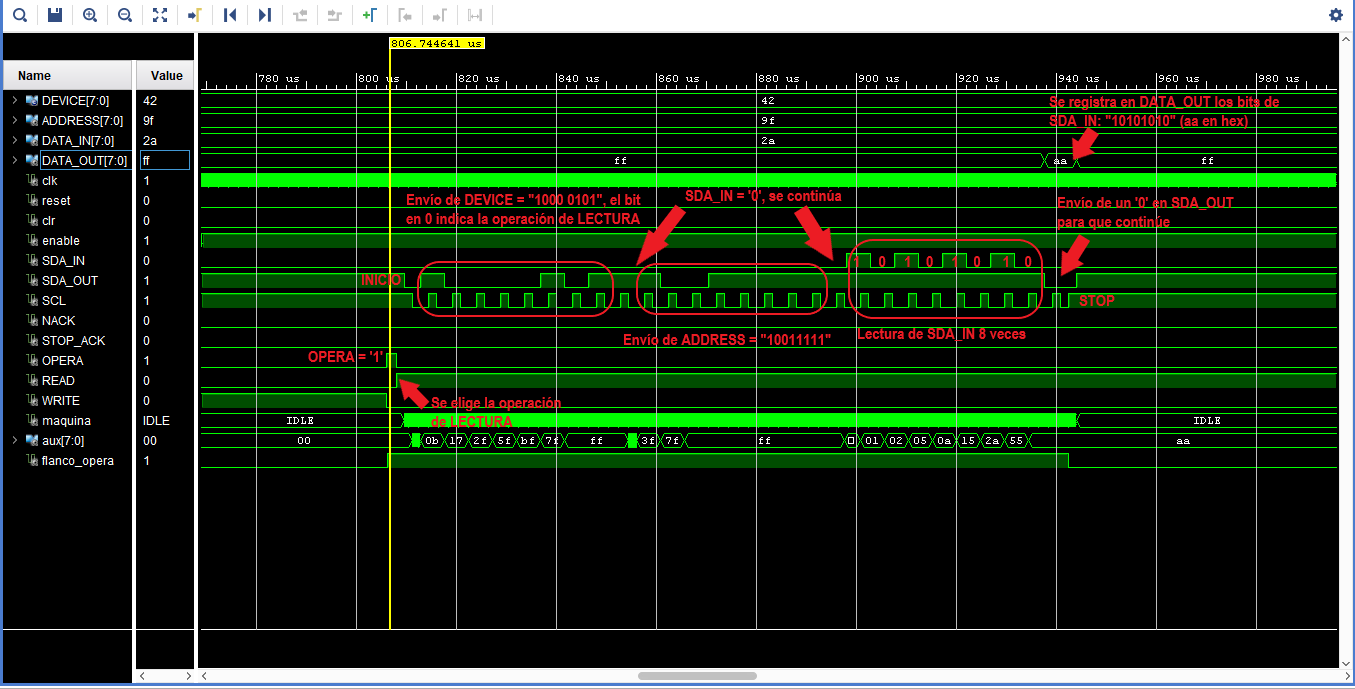 806.744641 us
Name
Value
780 us
800 us
820 us
840 us
860 us
880 us
900 us
920 us
940 us
960 us
980 us
DEVICE[7:0]
42
42
ADDRESS[7:0]
9f
9f
DATA_IN[7:0]
2a
2a
DATA_OUT[7:0]
ff
ff
aa
ff
clk
1
reset
0
clr
0
enable
1
SDA_IN
0
SDA_OUT
1
SCL
1
NACK
0
STOP_ACK
0
OPERA
1
READ
0
WRITE
0
maquina
IDLE
IDLE
IDLE
aux[7:0]
00
00
0b
17
2f
5f
bf
7f
ff
3f
7f
ff
01
02
05
0a
15
2a
55
aa
flanco_opera
1
Se registra en DATA_OUT los bits de
SDA_IN: "10101010" (aa en hex)
Envío de DEVICE = "1000 0101", el bit
en 0 indica la operación de LECTURA
SDA_IN = '0', se continúa
Envío de un '0' en SDA_OUT
para que continúe
1 0 1 0 1 0 1 0
INICIO
STOP
Envío de ADDRESS = "10011111"
Lectura de SDA_IN 8 veces
OPERA = '1'
Se elige la operación
de LECTURA